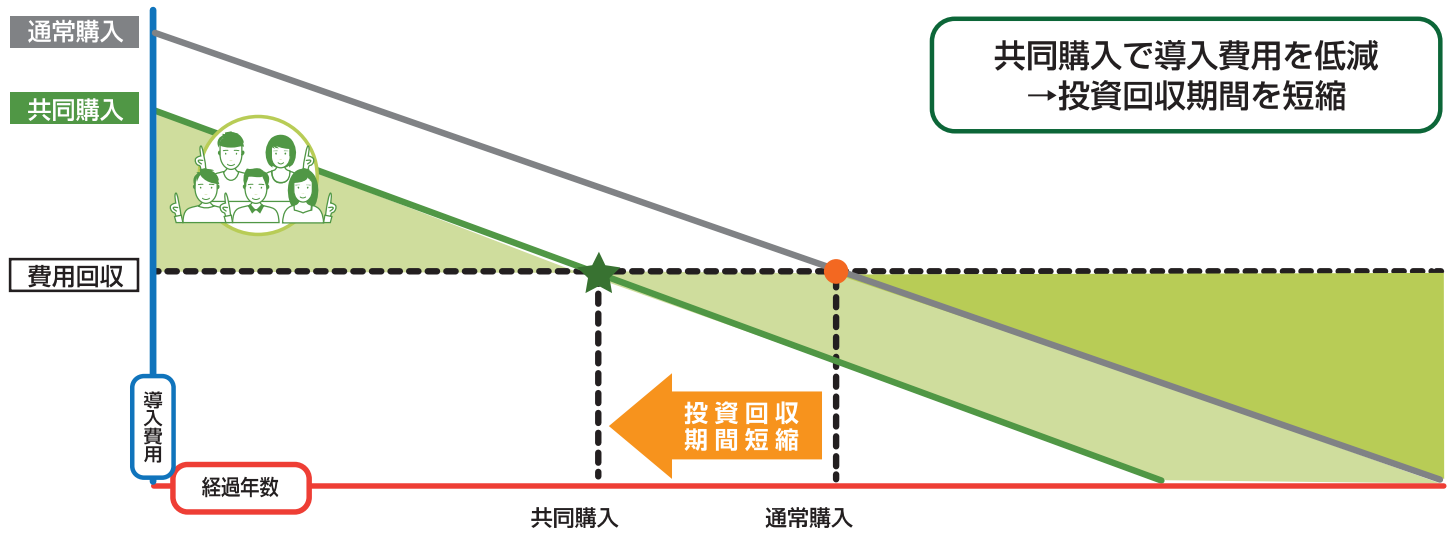 通常購入
共同購入で導入費用を低減
→投資回収期間を短縮
共同購入
費用回収
導入費用
投資回収
期間短縮
経過年数
共同購入
通常購入